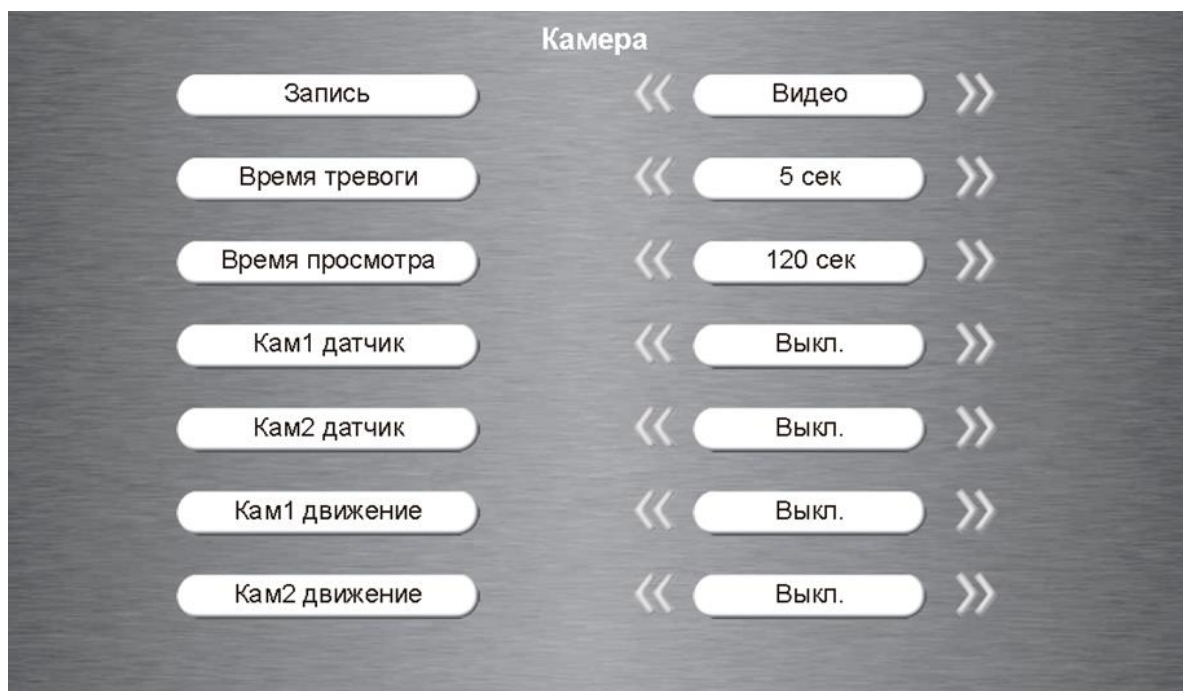 Камера
Запись Видео
Время тревоги 5 сек
Время просмотра 120 сек
Кам1 датчик Выкл.
Кам2 датчик Выкл.
Кам1 движение Выкл.
Кам2 движение Выкл.